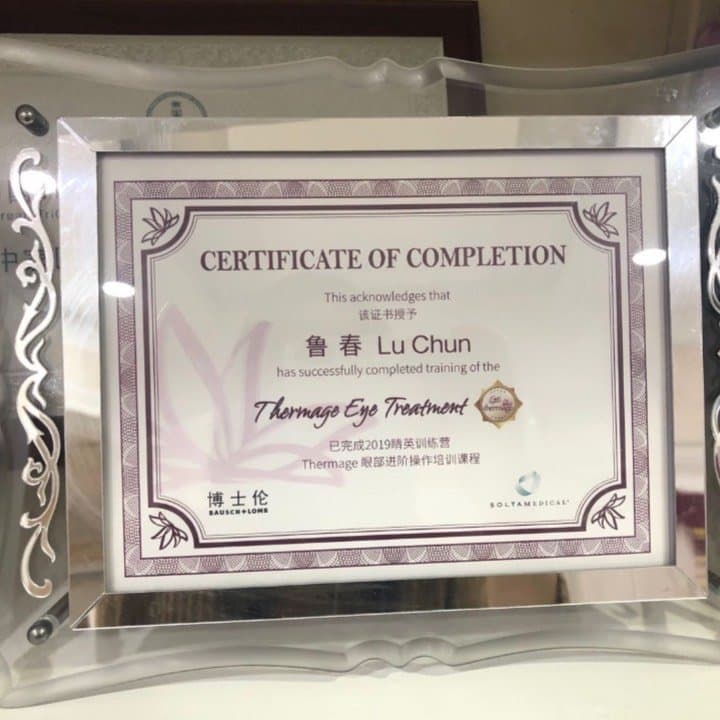 CERTIFICATE OF COMPLETION
This acknowledges that
该证书授予
鲁春 Lu Chun
has successfully completed training of the
Thermage Eye Treatment
已完成2019睛英训练营
Thermage 眼部进阶操作培训课程
博士伦
BAUSCH+LOMB
SOLTAMEDICAL